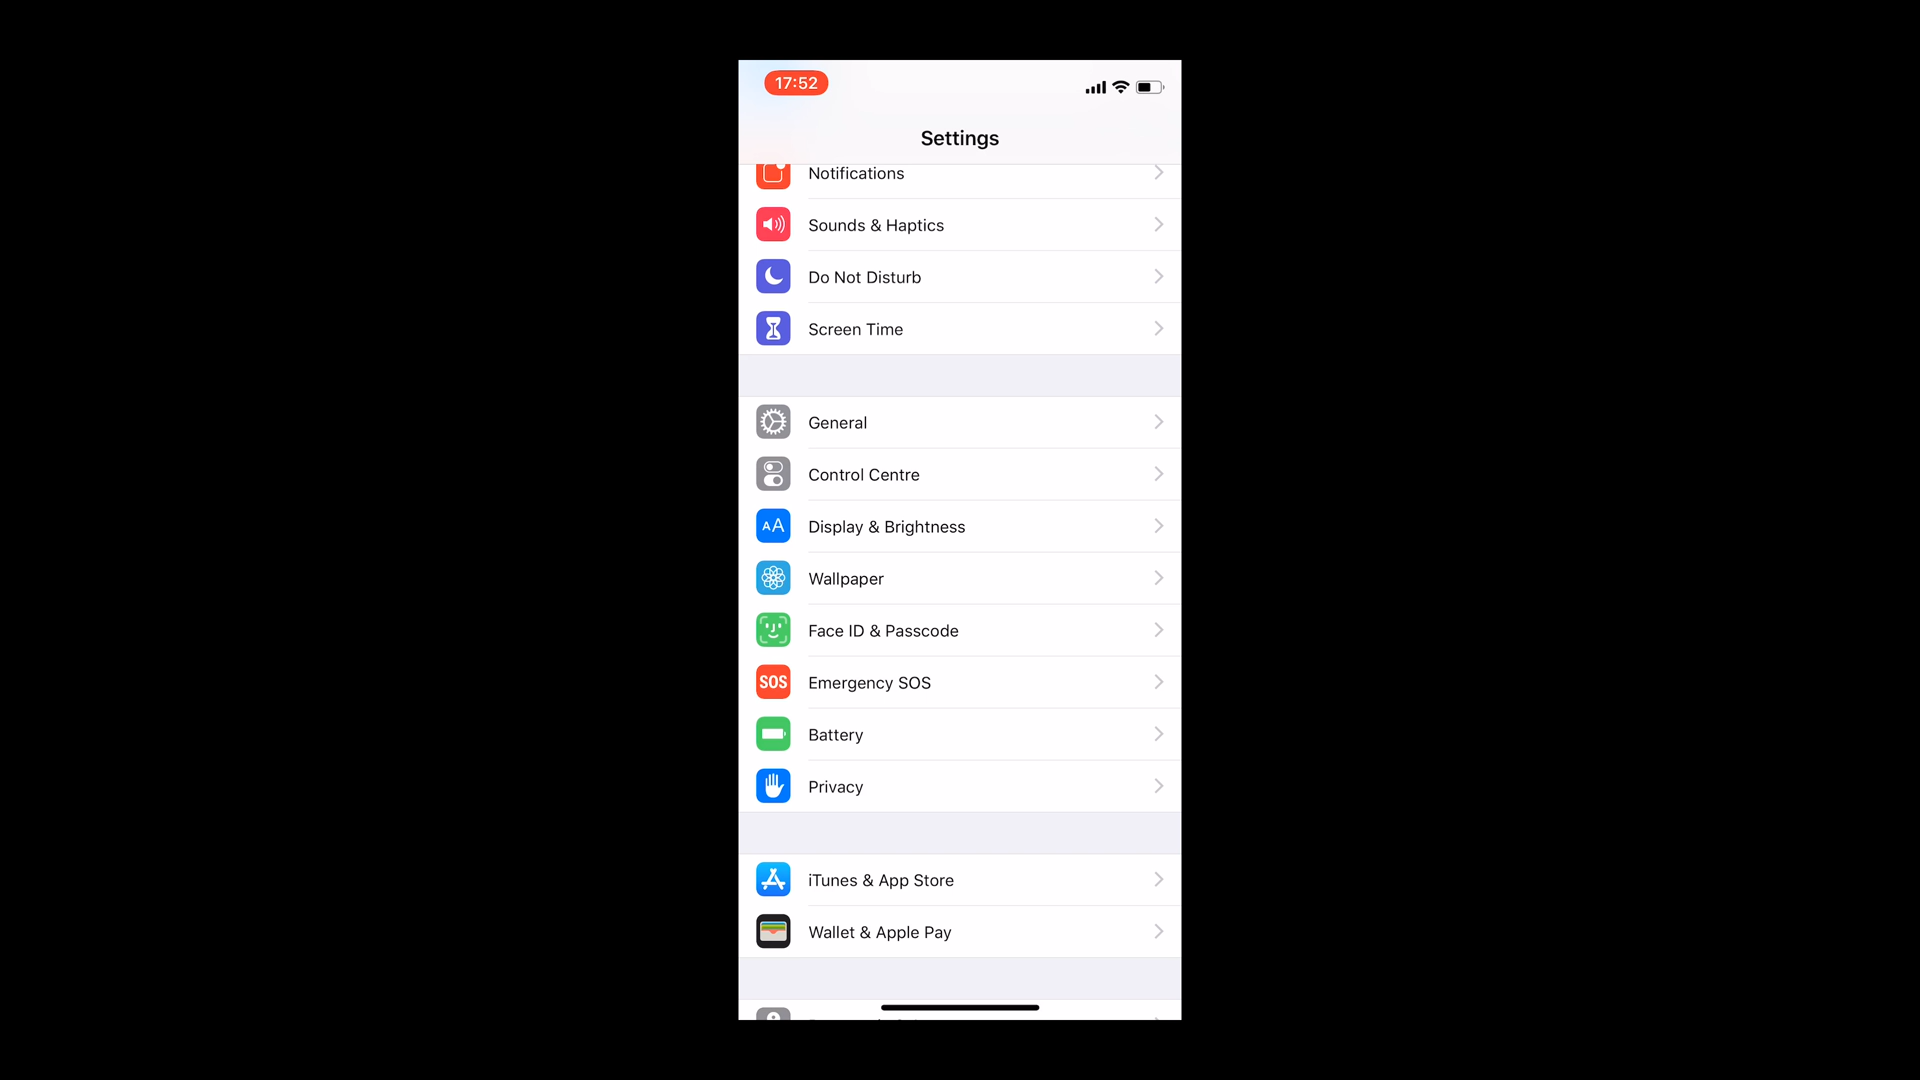 17:52
Settings
Notifications
Sounds & Haptics
Do Not Disturb
Screen Time
General
Control Centre
AA Display & Brightness
Wallpaper
Face ID & Passcode
SOS Emergency SOS
Battery
Privacy
iTunes & App Store
Wallet & Apple Pay